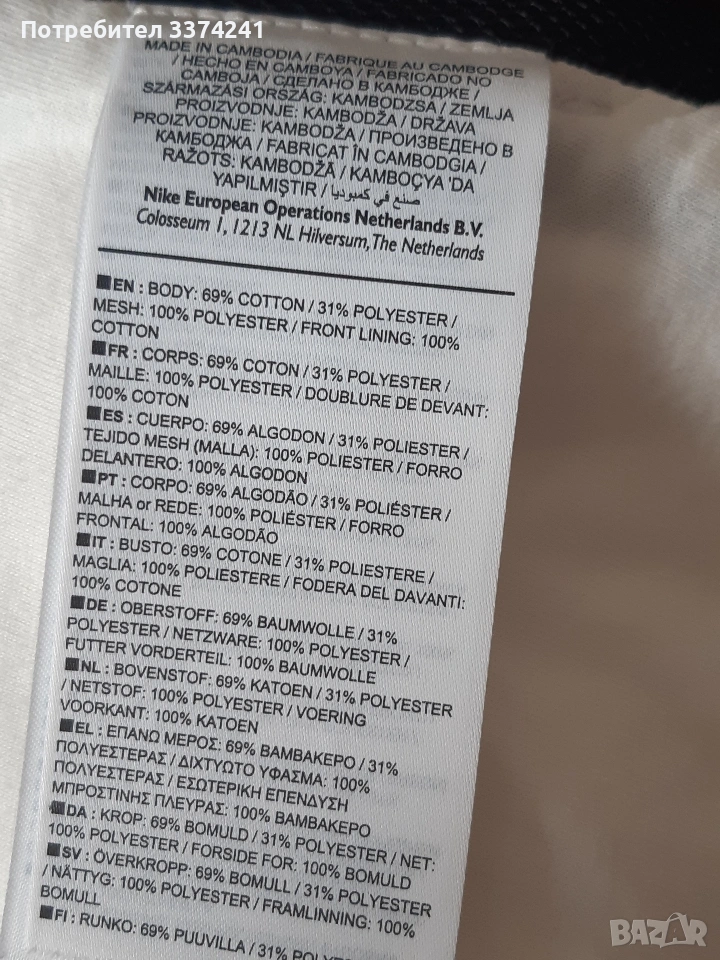 Потребител 3374241
MADE IN CAMBODIA / FABRIQUE AU CAMBODGE
/ HECHO EN CAMBOYA / FABRICADO NO
CAMBOJA / СДЕЛАНО В КАМБОДЖЕ /
SZÁRMAZÁSI ORSZÁG: KAMBODZSA / ZEMLJA
PROIZVODNJE: KAMBODŽA / DRŽAVA
PROIZVODNJE: KAMBODŽA / ПРОИЗВЕДЕНО В
КАМБОДЖА / FABRICAT ÎN CAMBODGIA /
RAŽOTS: KAMBODŽĀ / KAMBOÇYA 'DA
YAPILMIŞTIR / صنع في كمبوديا
Nike European Operations Netherlands B.V.
Colosseum 1, 1213 NL Hilversum, The Netherlands
EN : BODY: 69% COTTON / 31% POLYESTER /
MESH: 100% POLYESTER / FRONT LINING: 100%
COTTON
FR : CORPS: 69% COTON / 31% POLYESTER /
MAILLE: 100% POLYESTER / DOUBLURE DE DEVANT:
100% COTON
ES : CUERPO: 69% ALGODON / 31% POLIESTER /
TEJIDO MESH (MALLA): 100% POLIESTER / FORRO
DELANTERO: 100% ALGODON
PT : CORPO: 69% ALGODÃO / 31% POLIÉSTER /
MALHA or REDE: 100% POLIÉSTER / FORRO
FRONTAL: 100% ALGODÃO
IT : BUSTO: 69% COTONE / 31% POLIESTERE /
MAGLIA: 100% POLIESTERE / FODERA DEL DAVANTI:
100% COTONE
DE : OBERSTOFF: 69% BAUMWOLLE / 31%
POLYESTER / NETZWARE: 100% POLYESTER /
FUTTER VORDERTEIL: 100% BAUMWOLLE
NL : BOVENSTOF: 69% KATOEN / 31% POLYESTER
/ NETSTOF: 100% POLYESTER / VOERING
VOORKANT: 100% KATOEN
EL : ΕΠΑΝΩ ΜΕΡΟΣ: 69% ΒΑΜΒΑΚΕΡΟ / 31%
ΠΟΛΥΕΣΤΕΡΑΣ / ΔΙΧΤΥΩΤΟ ΥΦΑΣΜΑ: 100%
ΠΟΛΥΕΣΤΕΡΑΣ / ΕΣΩΤΕΡΙΚΗ ΕΠΕΝΔΥΣΗ
ΜΠΡΟΣΤΙΝΗΣ ΠΛΕΥΡΑΣ: 100% ΒΑΜΒΑΚΕΡΟ
DA : KROP: 69% BOMULD / 31% POLYESTER / NET:
100% POLYESTER / FORSIDE FOR: 100% BOMULD
SV : ÖVERKROPP: 69% BOMULL / 31% POLYESTER
/ NÄTTYG: 100% POLYESTER / FRAMLINNING: 100%
BOMULL
FI : RUNKO: 69% PUUVILLA / 31%
BAZAR